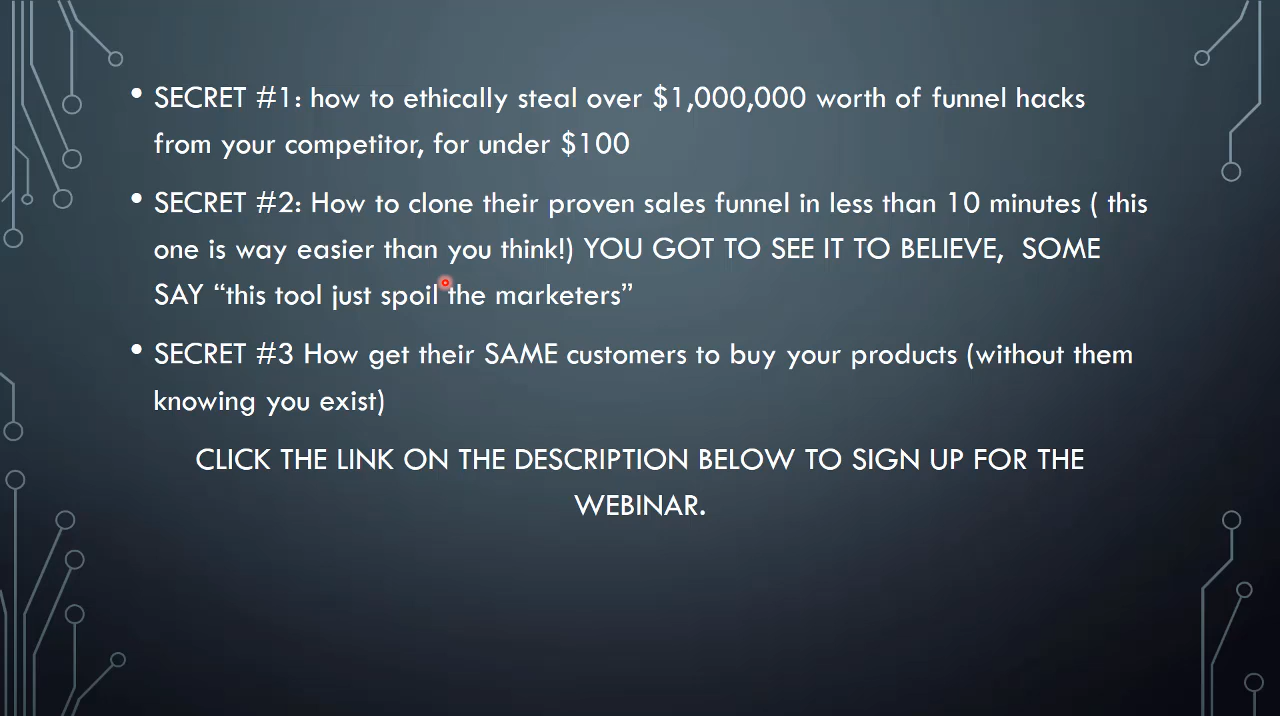 • SECRET #1: how to ethically steal over $1,000,000 worth of funnel hacks
from your competitor, for under $100
• SECRET #2: How to clone their proven sales funnel in less than 10 minutes ( this
one is way easier than you think!) YOU GOT TO SEE IT TO BELIEVE,  SOME
SAY “this tool just spoil the marketers”
• SECRET #3 How get their SAME customers to buy your products (without them
knowing you exist)
CLICK THE LINK ON THE DESCRIPTION BELOW TO SIGN UP FOR THE
WEBINAR.